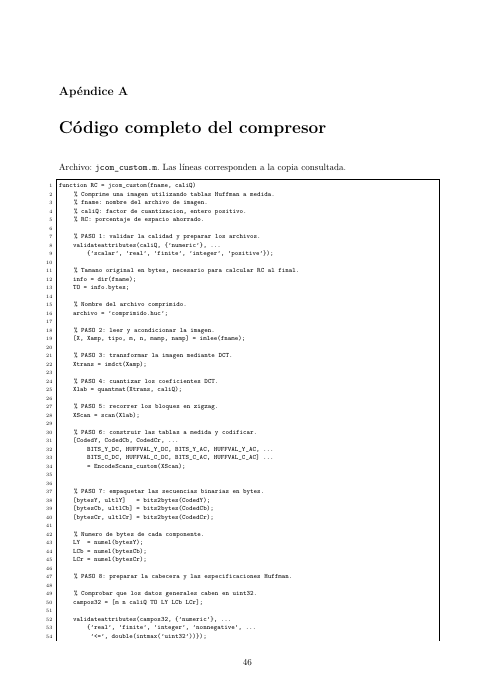 Apéndice A
Código completo del compresor
Archivo: jcom_custom.m. Las líneas corresponden a la copia consultada.
1 function RC = jcom_custom(fname, caliQ)
2 % Comprime una imagen utilizando tablas Huffman a medida.
3 % fname: nombre del archivo de imagen.
4 % caliQ: factor de cuantizacion, entero positivo.
5 % RC: porcentaje de espacio ahorrado.
6
7 % PASO 1: validar la calidad y preparar los archivos.
8 validateattributes(caliQ, {'numeric'}, ...
9 {'scalar', 'real', 'finite', 'integer', 'positive'});
10
11 % Tamano original en bytes, necesario para calcular RC al final.
12 info = dir(fname);
13 TO = info.bytes;
14
15 % Nombre del archivo comprimido.
16 archivo = 'comprimido.huc';
17
18 % PASO 2: leer y acondicionar la imagen.
19 [X, Xamp, tipo, m, n, mamp, namp] = imlee(fname);
20
21 % PASO 3: transformar la imagen mediante DCT.
22 Xtrans = imdct(Xamp);
23
24 % PASO 4: cuantizar los coeficientes DCT.
25 Xlab = quantmat(Xtrans, caliQ);
26
27 % PASO 5: recorrer los bloques en zigzag.
28 XScan = scan(Xlab);
29
30 % PASO 6: construir las tablas a medida y codificar.
31 [CodedY, CodedCb, CodedCr, ...
32 BITS_Y_DC, HUFFVAL_Y_DC, BITS_Y_AC, HUFFVAL_Y_AC, ...
33 BITS_C_DC, HUFFVAL_C_DC, BITS_C_AC, HUFFVAL_C_AC] ...
34 = EncodeScans_custom(XScan);
35
36
37 % PASO 7: empaquetar las secuencias binarias en bytes.
38 [bytesY, ultlY] = bits2bytes(CodedY);
39 [bytesCb, ultlCb] = bits2bytes(CodedCb);
40 [bytesCr, ultlCr] = bits2bytes(CodedCr);
41
42 % Numero de bytes de cada componente.
43 LY = numel(bytesY);
44 LCb = numel(bytesCb);
45 LCr = numel(bytesCr);
46
47 % PASO 8: preparar la cabecera y las especificaciones Huffman.
48
49 % Comprobar que los datos generales caben en uint32.
50 campos32 = [m n caliQ TO LY LCb LCr];
51
52 validateattributes(campos32, {'numeric'}, ...
53 {'real', 'finite', 'integer', 'nonnegative', ...
54 '<=', double(intmax('uint32'))});
46